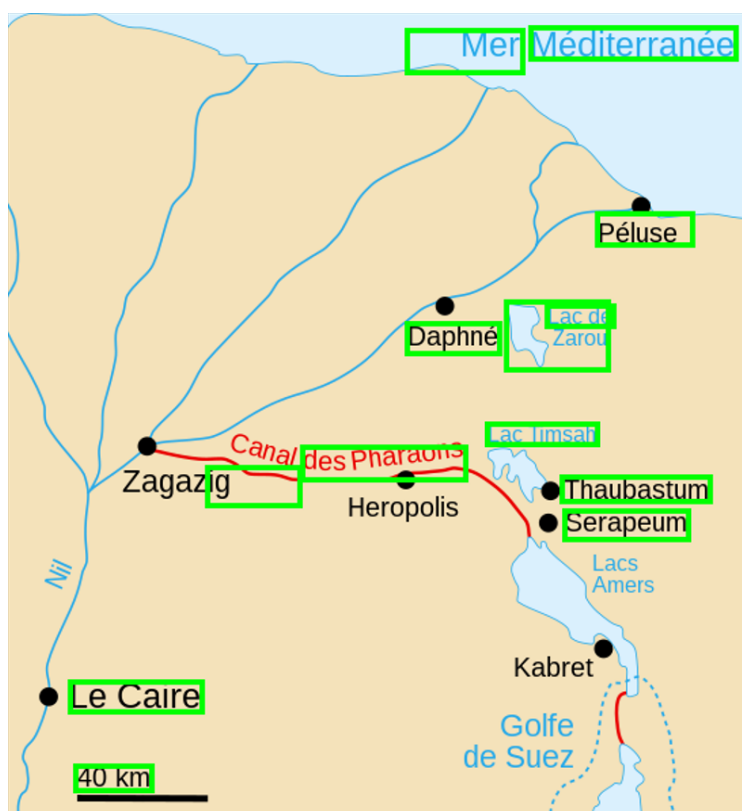 Mer Méditerranée
Péluse
Daphné
Lac de
Zarou
Canal des Pharaons
Lac Timsah
Zagazig
Heropolis
Thaubastum
Serapeum
Nil
Lacs
Amers
Kabret
Le Caire
Golfe
de Suez
40 km